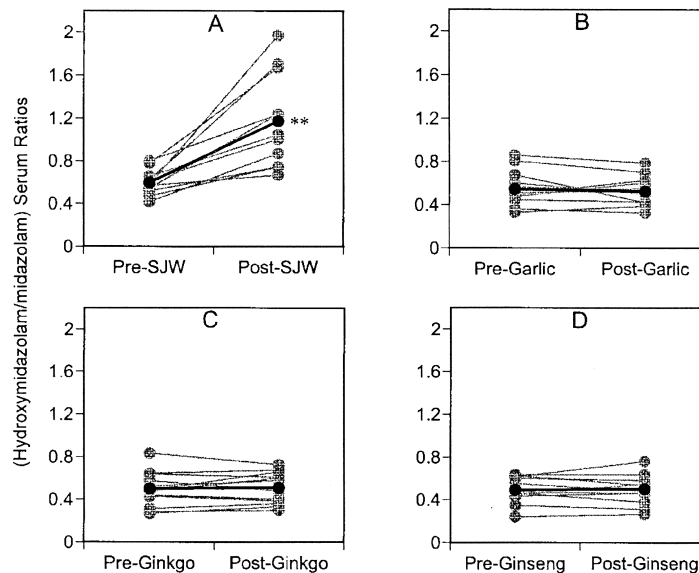 (Hydroxymidazolam/midazolam) Serum Ratios
A
2
1.6
1.2
0.8
0.4
0
**
Pre-SJW Post-SJW
B
2
1.6
1.2
0.8
0.4
0
Pre-Garlic Post-Garlic
C
2
1.6
1.2
0.8
0.4
0
Pre-Ginkgo Post-Ginkgo
D
2
1.6
1.2
0.8
0.4
0
Pre-Ginseng Post-Ginseng